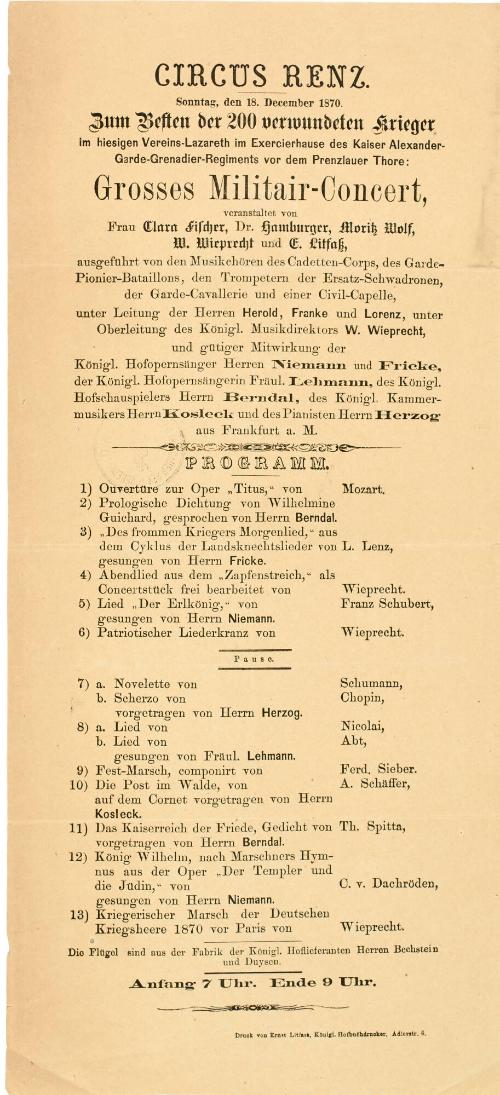 CIRCUS RENZ.
Sonntag, den 18. December 1870.
Zum Besten der 200 verwundeten Krieger
im hiesigen Vereins-Lazareth im Exercierhause des Kaiser Alexander-
Garde-Grenadier-Regiments vor dem Prenzlauer Thore:
Grosses Militair-Concert,
veranstaltet von
Frau Clara Fischer, Dr. Hamburger, Moritz Wolf,
W. Wieprecht und E. Litfaß,
ausgeführt von den Musikchören des Cadetten-Corps, des Garde-
Pionier-Bataillons, den Trompetern der Ersatz-Schwadronen,
der Garde-Cavallerie und einer Civil-Capelle,
unter Leitung der Herren Herold, Franke und Lorenz, unter
Oberleitung des Königl. Musikdirektors W. Wieprecht,
und gütiger Mitwirkung der
Königl. Hofopernsänger Herren Niemann und Fricke,
der Königl. Hofopernsängerin Fräul. Lehmann, des Königl.
Hofschauspielers Herrn Berndal, des Königl. Kammer-
musikers Herrn Kosleck und des Pianisten Herrn Herzog
aus Frankfurt a. M.
PROGRAMM.
1) Ouvertüre zur Oper „Titus," von Mozart.
2) Prologische Dichtung von Wilhelmine
Guichard, gesprochen von Herrn Berndal.
3) „Des frommen Kriegers Morgenlied," aus
dem Cyklus der Landsknechtslieder von L. Lenz,
gesungen von Herrn Fricke.
4) Abendlied aus dem „Zapfenstreich," als
Concertstück frei bearbeitet von Wieprecht.
5) Lied „Der Erlkönig," von Franz Schubert,
gesungen von Herrn Niemann.
6) Patriotischer Liederkranz von Wieprecht.
Pause.
7) a. Novelette von Schumann,
b. Scherzo von Chopin,
vorgetragen von Herrn Herzog.
8) a. Lied von Nicolai,
b. Lied von Abt,
gesungen von Fräul. Lehmann.
9) Fest-Marsch, componirt von Ferd. Sieber.
10) Die Post im Walde, von A. Schäffer,
auf dem Cornet vorgetragen von Herrn
Kosleck.
11) Das Kaiserreich der Friede, Gedicht von Th. Spitta,
vorgetragen von Herrn Berndal.
12) König Wilhelm, nach Marschners Hym-
nus aus der Oper „Der Templer und
die Jüdin," von C. v. Dachröden,
gesungen von Herrn Niemann.
13) Kriegerischer Marsch der Deutschen
Kriegsheere 1870 vor Paris von Wieprecht.
Die Flügel sind aus der Fabrik der Königl. Hoflieferanten Herren Bechstein
und Duysen.
Anfang 7 Uhr. Ende 9 Uhr.
Druck von Ernst Litfass, Königl. Hofbuchdrucker, Adlerstr. 6.